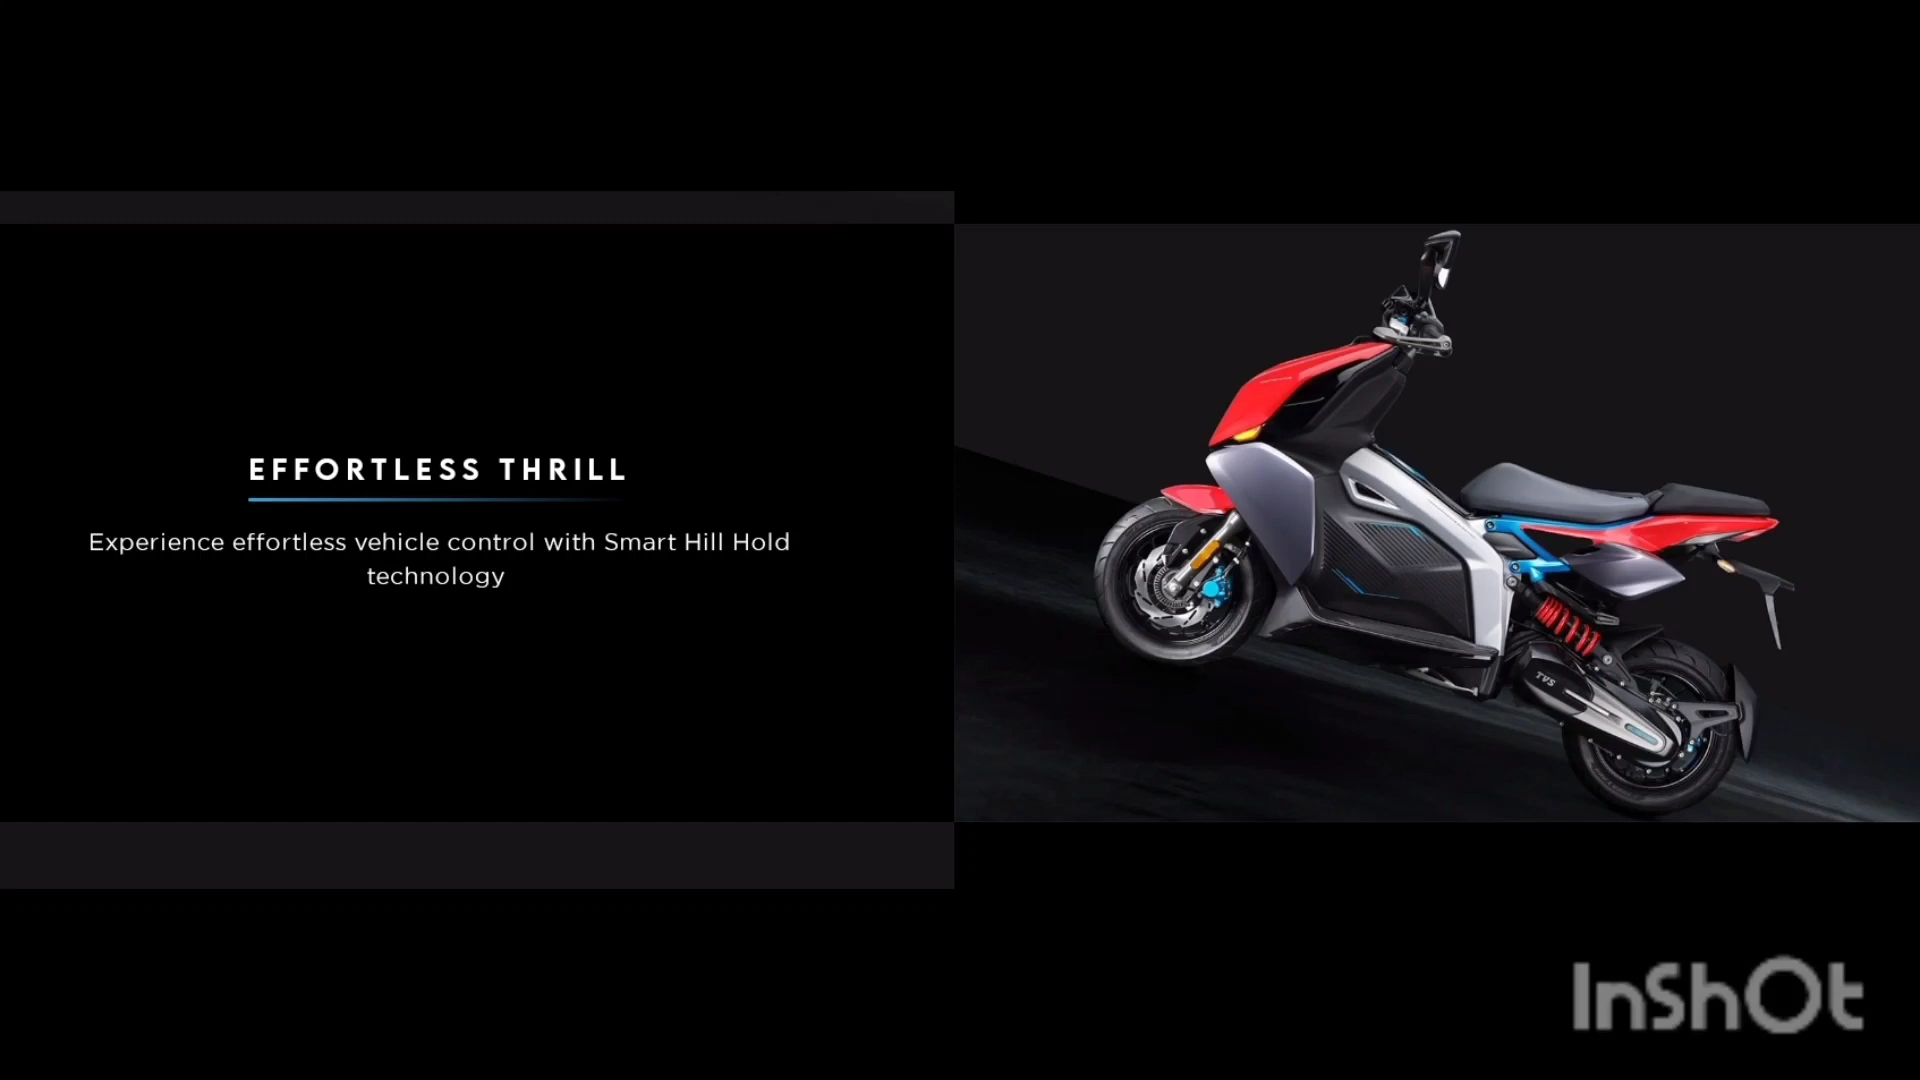 EFFORTLESS THRILL
Experience effortless vehicle control with Smart Hill Hold
technology
TVS
InShOt